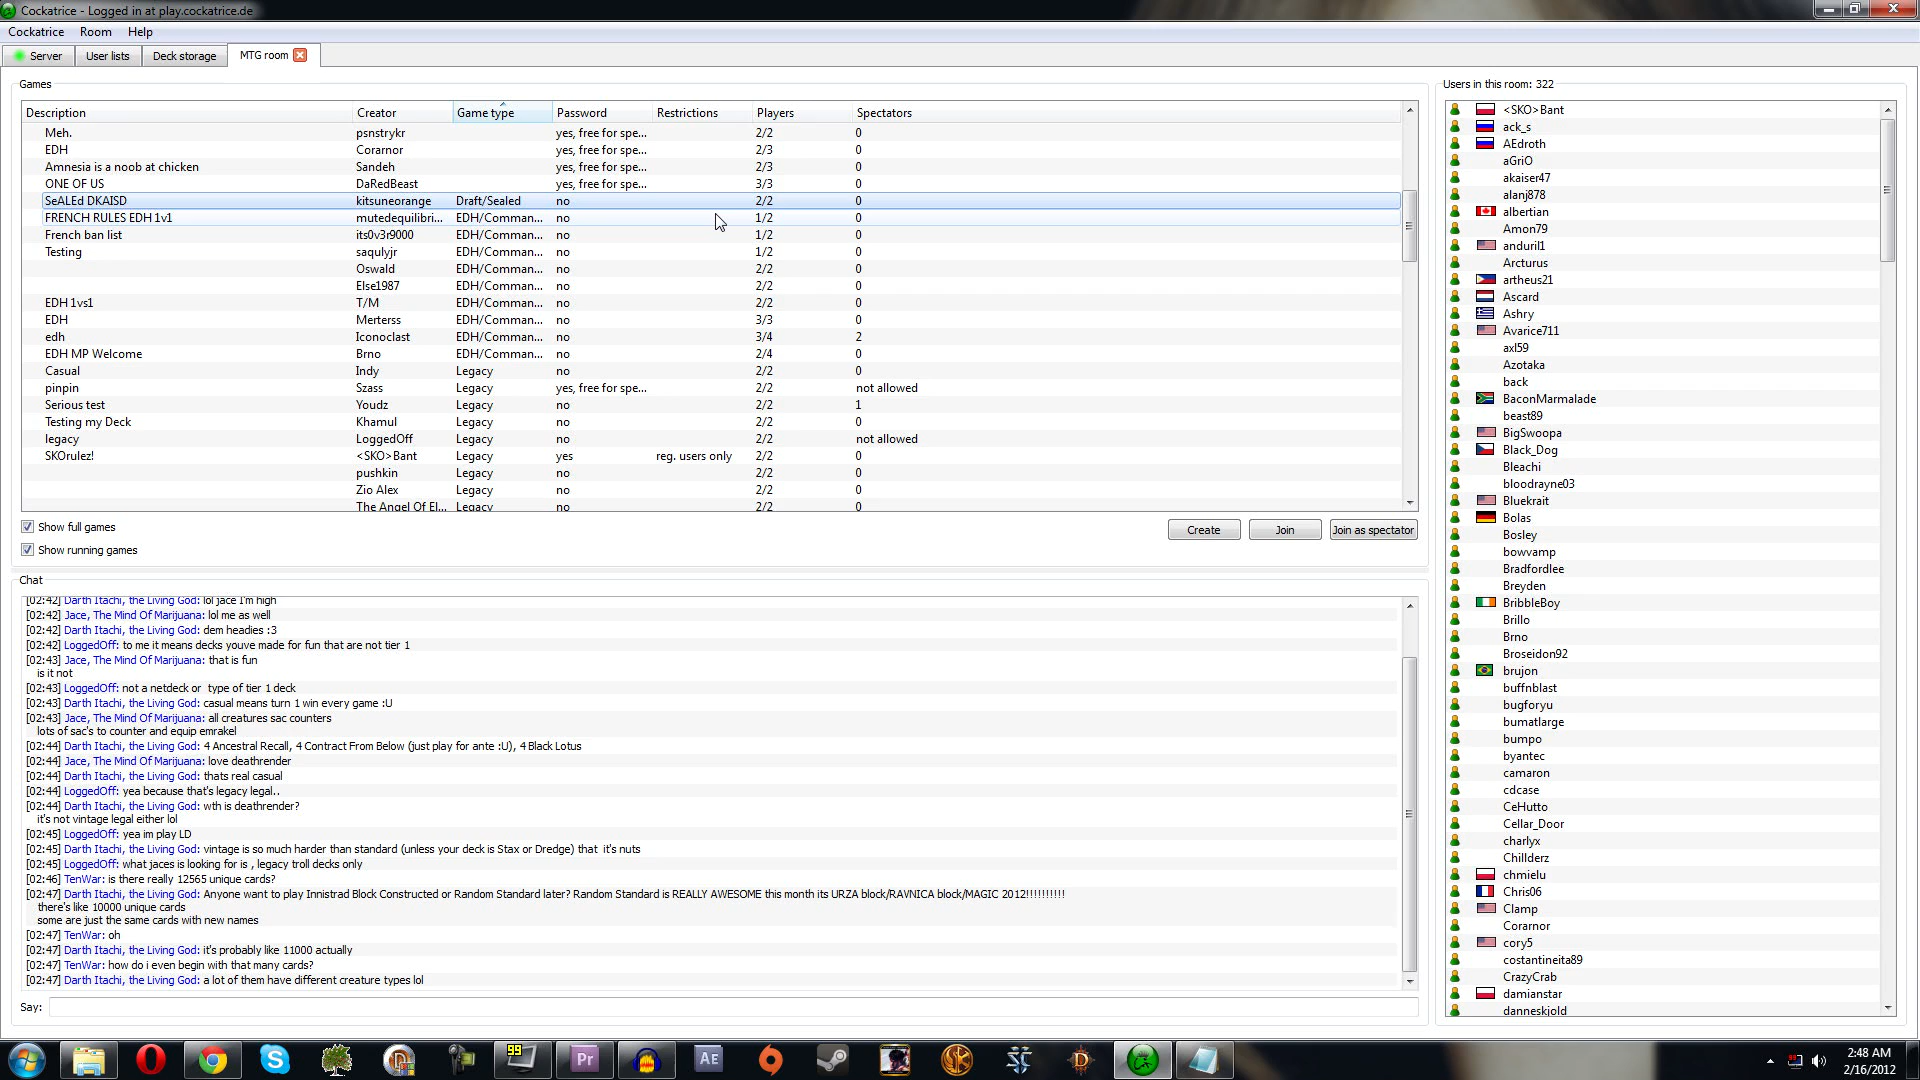 Cockatrice - Logged in at play.cockatrice.de
Cockatrice Room Help
Server User lists Deck storage MTG room
Games
Description Creator Game type Password Restrictions Players Spectators
Meh. psnstrykr yes, free for spe... 2/2 0
EDH Corarnor yes, free for spe... 2/3 0
Amnesia is a noob at chicken Sandeh yes, free for spe... 2/3 0
ONE OF US DaRedBeast yes, free for spe... 3/3 0
SeALEd DKAISD kitsuneorange Draft/Sealed no 2/2 0
FRENCH RULES EDH 1v1 mutedequilibri... EDH/Comman... no 1/2 0
French ban list its0v3r9000 EDH/Comman... no 1/2 0
Testing saqulyjr EDH/Comman... no 1/2 0
Oswald EDH/Comman... no 2/2 0
Else1987 EDH/Comman... no 2/2 0
EDH 1vs1 T/M EDH/Comman... no 2/2 0
EDH Merterss EDH/Comman... no 3/3 0
edh Iconoclast EDH/Comman... no 3/4 2
EDH MP Welcome Brno EDH/Comman... no 2/4 0
Casual Indy Legacy no 2/2 0
pinpin Szass Legacy yes, free for spe... 2/2 not allowed
Serious test Youdz Legacy no 2/2 1
Testing my Deck Khamul Legacy no 2/2 0
legacy LoggedOff Legacy no 2/2 not allowed
SKOrulez! <SKO>Bant Legacy yes reg. users only 2/2 0
pushkin Legacy no 2/2 0
Zio Alex Legacy no 2/2 0
The Angel Of El... Legacy no 2/2 0
Show full games
Show running games
Create Join Join as spectator
Chat
[02:42] Darth Itachi, the Living God: lol jace I'm high
[02:42] Jace, The Mind Of Marijuana: lol me as well
[02:42] Darth Itachi, the Living God: dem headies :3
[02:42] LoggedOff: to me it means decks youve made for fun that are not tier 1
[02:43] Jace, The Mind Of Marijuana: that is fun
is it not
[02:43] LoggedOff: not a netdeck or type of tier 1 deck
[02:43] Darth Itachi, the Living God: casual means turn 1 win every game :U
[02:43] Jace, The Mind Of Marijuana: all creatures sac counters
lots of sac's to counter and equip emrakel
[02:44] Darth Itachi, the Living God: 4 Ancestral Recall, 4 Contract From Below (just play for ante :U), 4 Black Lotus
[02:44] Jace, The Mind Of Marijuana: love deathrender
[02:44] Darth Itachi, the Living God: thats real casual
[02:44] LoggedOff: yea because that's legacy legal..
[02:44] Darth Itachi, the Living God: wth is deathrender?
it's not vintage legal either lol
[02:45] LoggedOff: yea im play LD
[02:45] Darth Itachi, the Living God: vintage is so much harder than standard (unless your deck is Stax or Dredge) that it's nuts
[02:45] LoggedOff: what jaces is looking for is , legacy troll decks only
[02:46] TenWar: is there really 12565 unique cards?
[02:47] Darth Itachi, the Living God: Anyone want to play Innistrad Block Constructed or Random Standard later? Random Standard is REALLY AWESOME this month its URZA block/RAVNICA block/MAGIC 2012!!!!!!!!!!
there's like 10000 unique cards
some are just the same cards with new names
[02:47] TenWar: oh
[02:47] Darth Itachi, the Living God: it's probably like 11000 actually
[02:47] TenWar: how do i even begin with that many cards?
[02:47] Darth Itachi, the Living God: a lot of them have different creature types lol
Say:
Users in this room: 322
<SKO>Bant
ack_s
AEdroth
aGriO
akaiser47
alanj878
albertian
Amon79
anduril1
Arcturus
artheus21
Ascard
Ashry
Avarice711
axl59
Azotaka
back
BaconMarmalade
beast89
BigSwoopa
Black_Dog
Bleachi
bloodrayne03
Bluekrait
Bolas
Bosley
bowvamp
Bradfordlee
Breyden
BribbleBoy
Brillo
Brno
Broseidon92
brujon
buffnblast
bugforyu
bumatlarge
bumpo
byantec
camaron
cdcase
CeHutto
Cellar_Door
charlyx
Chillderz
chmielu
Chris06
Clamp
Corarnor
cory5
costantineita89
CrazyCrab
damianstar
danneskjold
99
Pr
AE
2:48 AM
2/16/2012